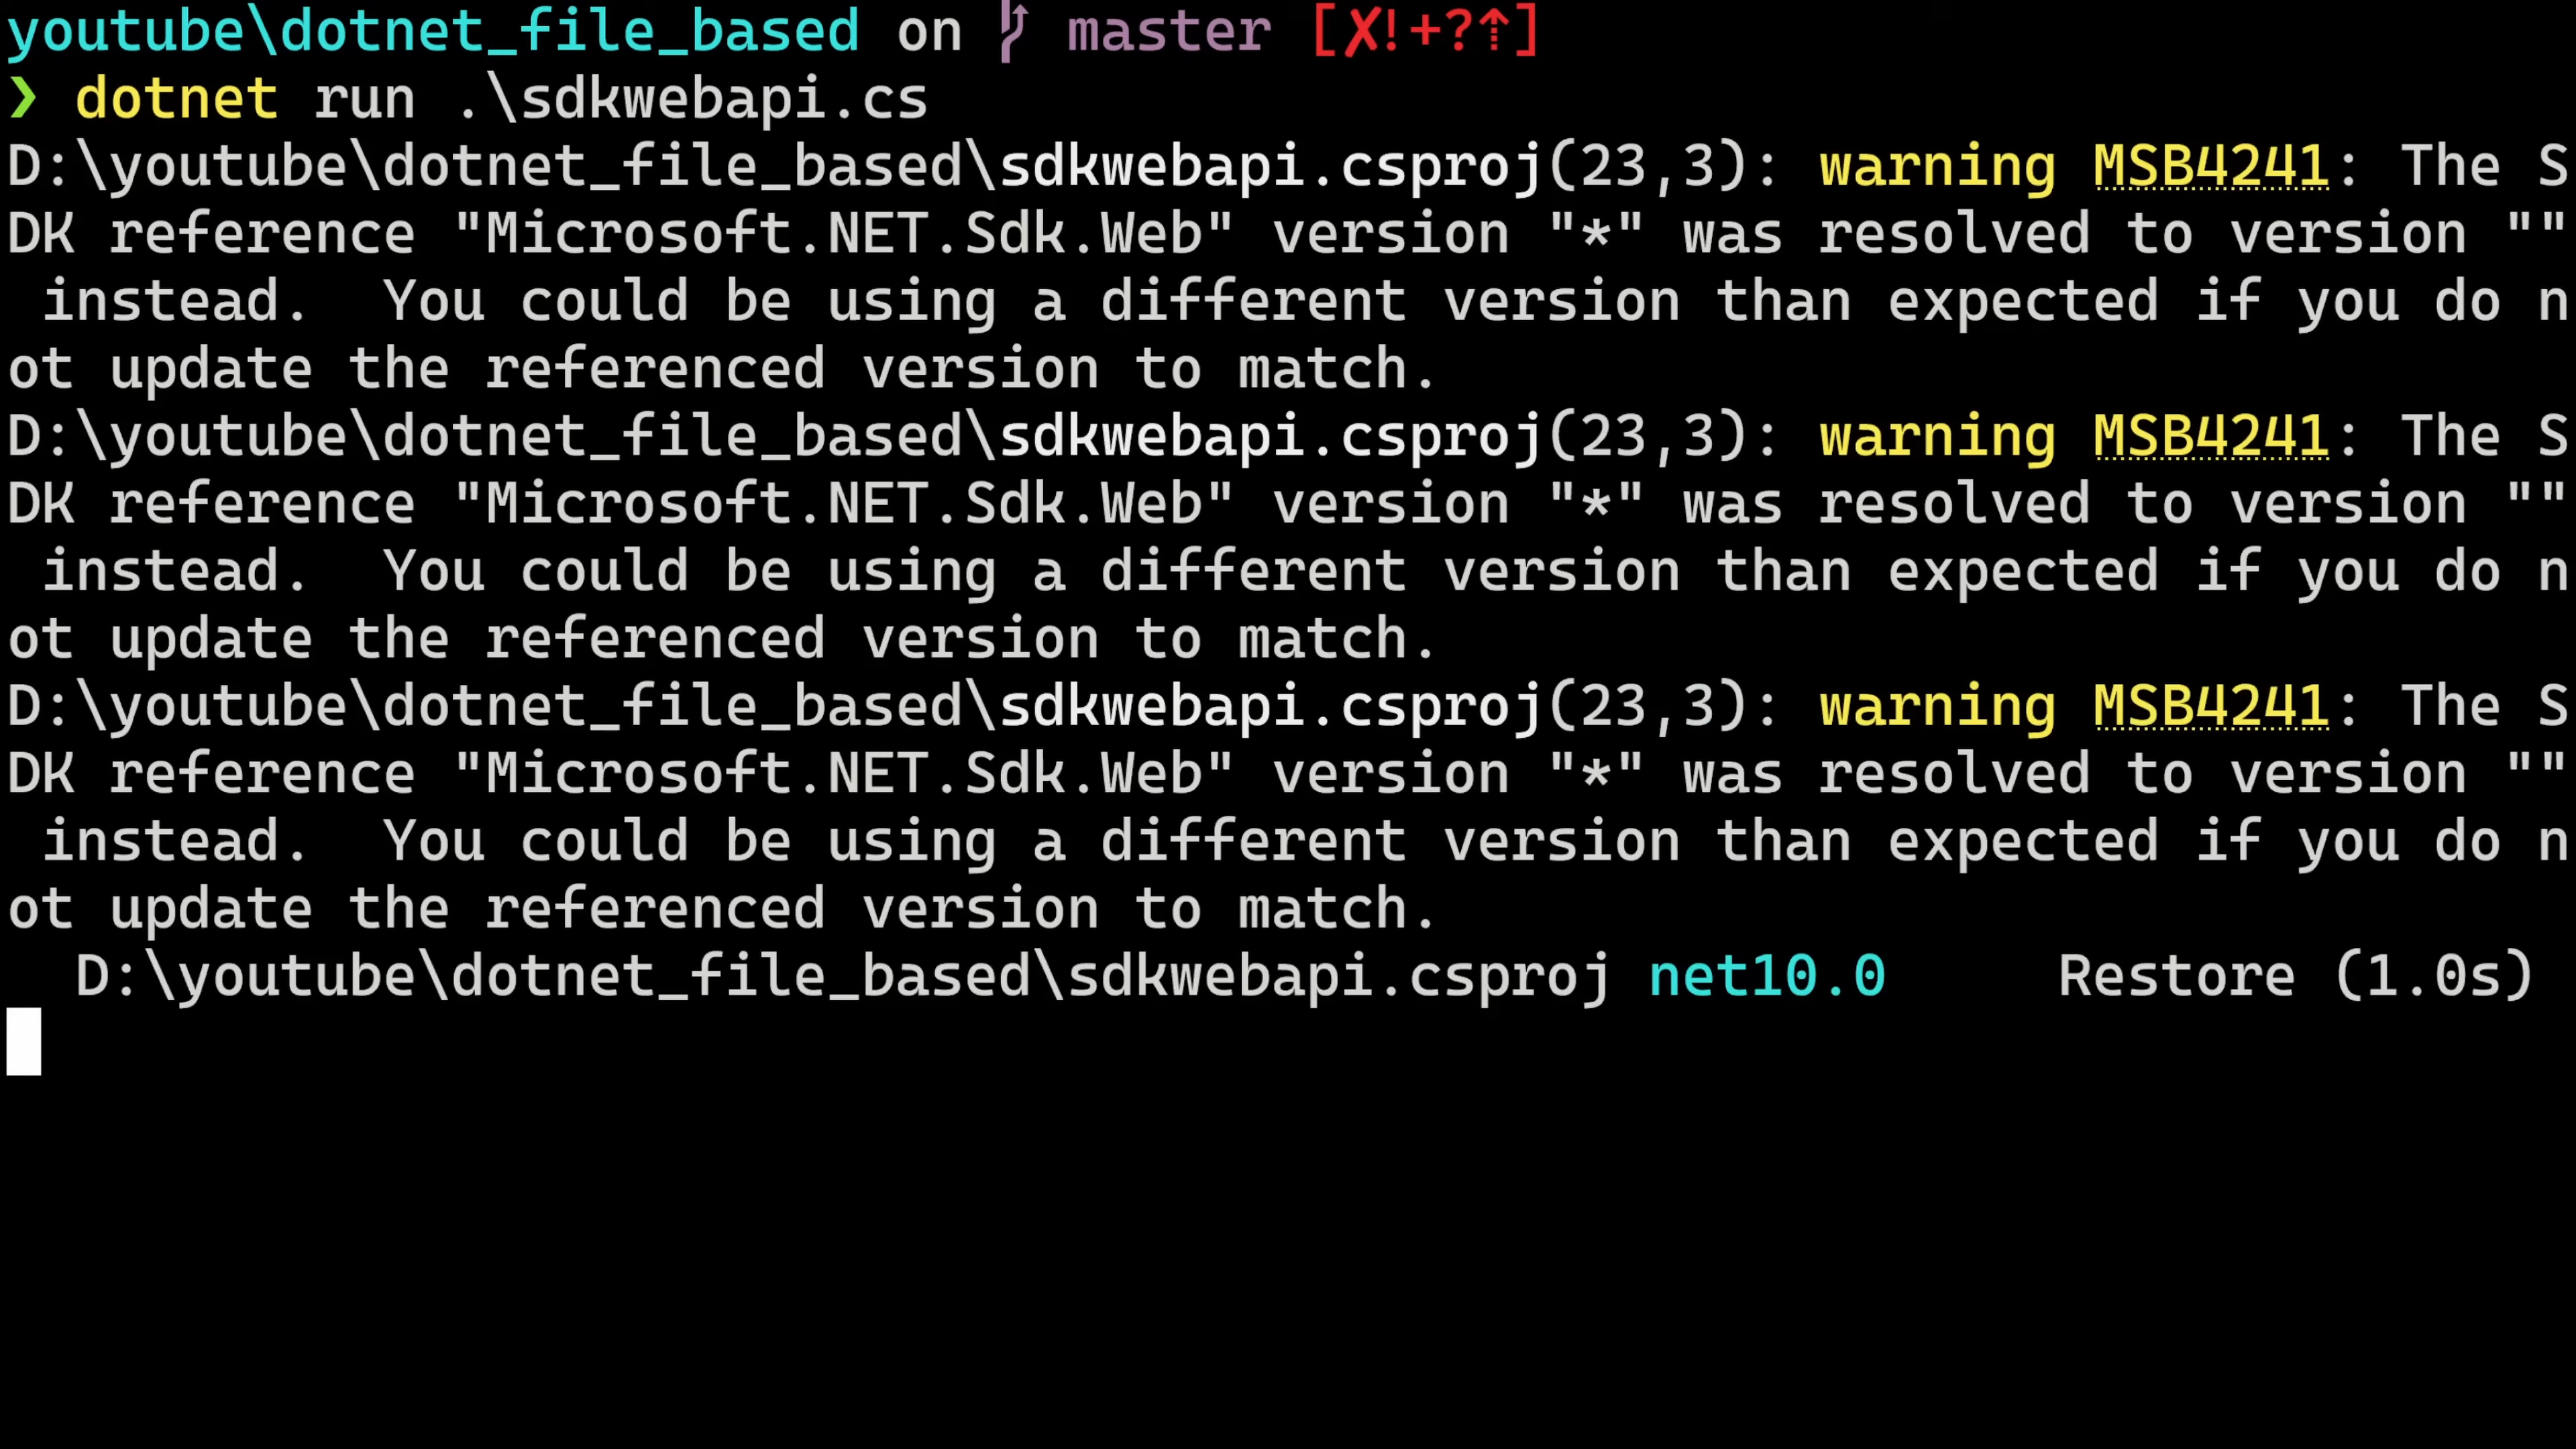 youtube\dotnet_file_based on master [✘!+?⇡]
❯ dotnet run .\sdkwebapi.cs
D:\youtube\dotnet_file_based\sdkwebapi.csproj(23,3): warning MSB4241: The S
DK reference "Microsoft.NET.Sdk.Web" version "*" was resolved to version ""
 instead.  You could be using a different version than expected if you do n
ot update the referenced version to match.
D:\youtube\dotnet_file_based\sdkwebapi.csproj(23,3): warning MSB4241: The S
DK reference "Microsoft.NET.Sdk.Web" version "*" was resolved to version ""
 instead.  You could be using a different version than expected if you do n
ot update the referenced version to match.
D:\youtube\dotnet_file_based\sdkwebapi.csproj(23,3): warning MSB4241: The S
DK reference "Microsoft.NET.Sdk.Web" version "*" was resolved to version ""
 instead.  You could be using a different version than expected if you do n
ot update the referenced version to match.
  D:\youtube\dotnet_file_based\sdkwebapi.csproj net10.0     Restore (1.0s)